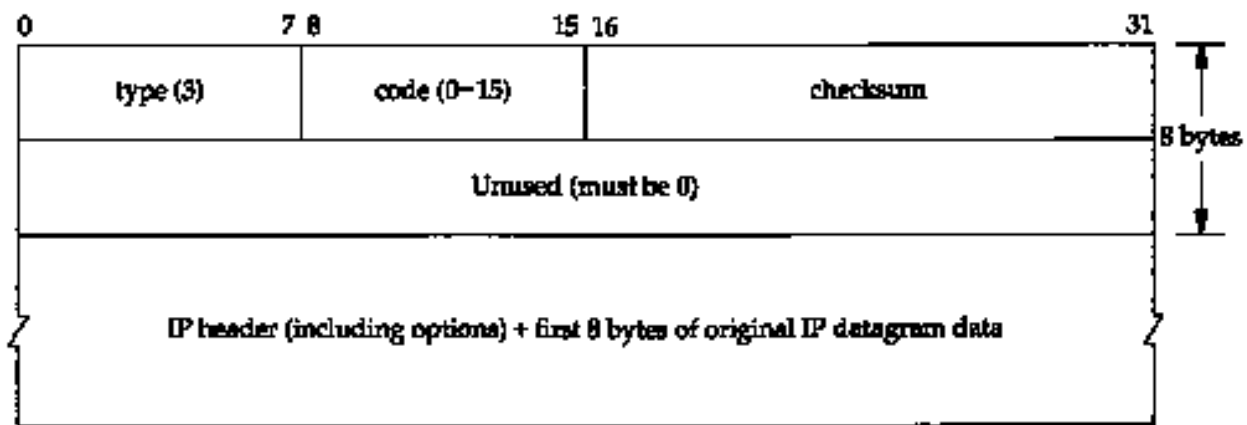 0 7 8 15 16 31
type (3) code (0-15) checksum
8 bytes
Unused (must be 0)
IP header (including options) + first 8 bytes of original IP datagram data